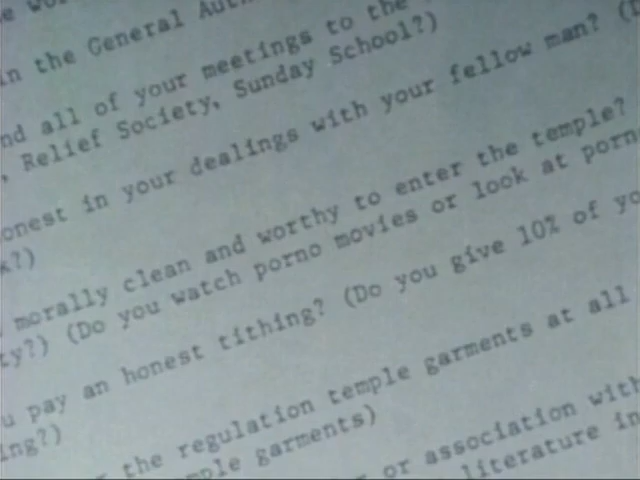 in the General
nd all of your meetings to the
, Relief Society, Sunday School?)
onest in your dealings with your fellow man? (
k?)
morally clean and worthy to enter the temple?
ty?) (Do you watch porno movies or look at porn
u pay an honest tithing? (Do you give 10% of yo
ing?)
the regulation temple garments at all
ple garments)
or association with
literature in